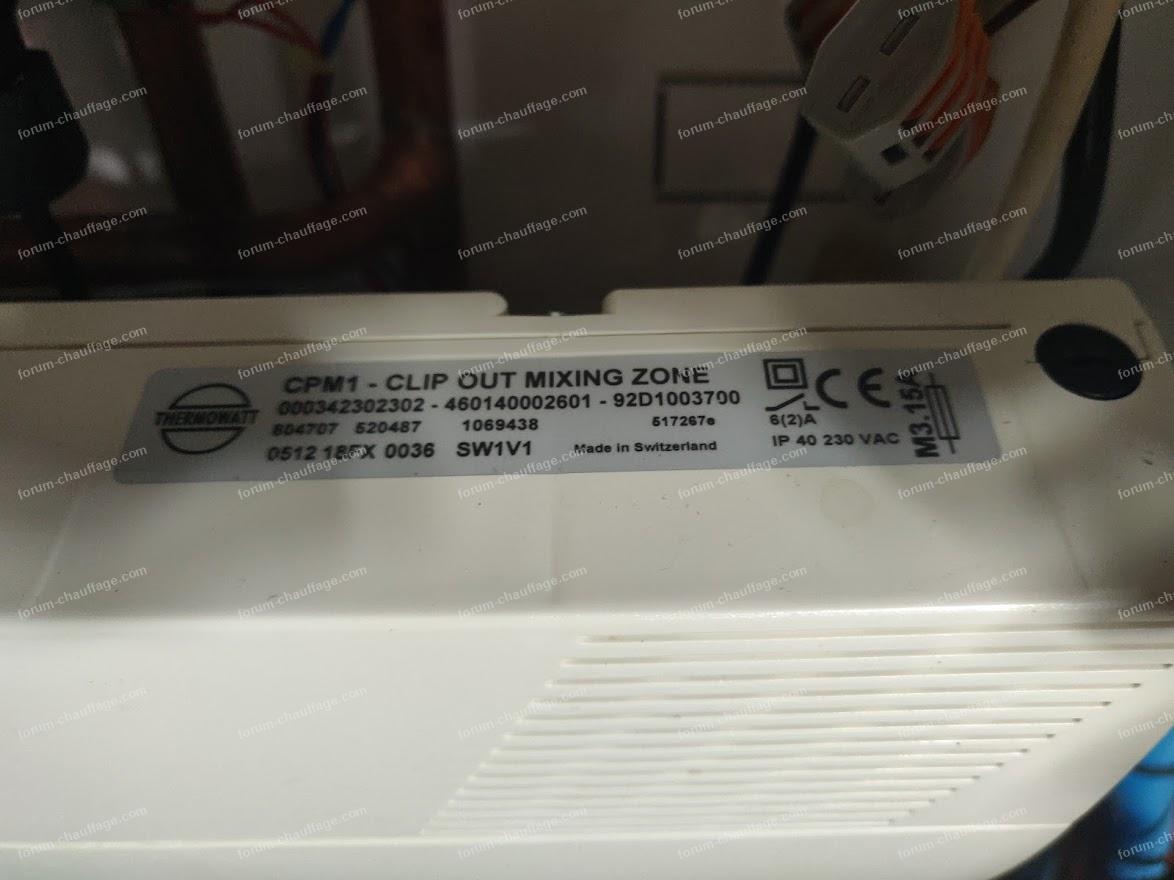 THERMOWATT
CPM1 - CLIP OUT MIXING ZONE
000342302302 - 460140002601 - 92D1003700
804707 520487 1069438 517267e
0512 0036 SW1V1 Made in Switzerland
6(2)A
CE
IP 40 230 VAC
M3.15A
forum-chauffage.com